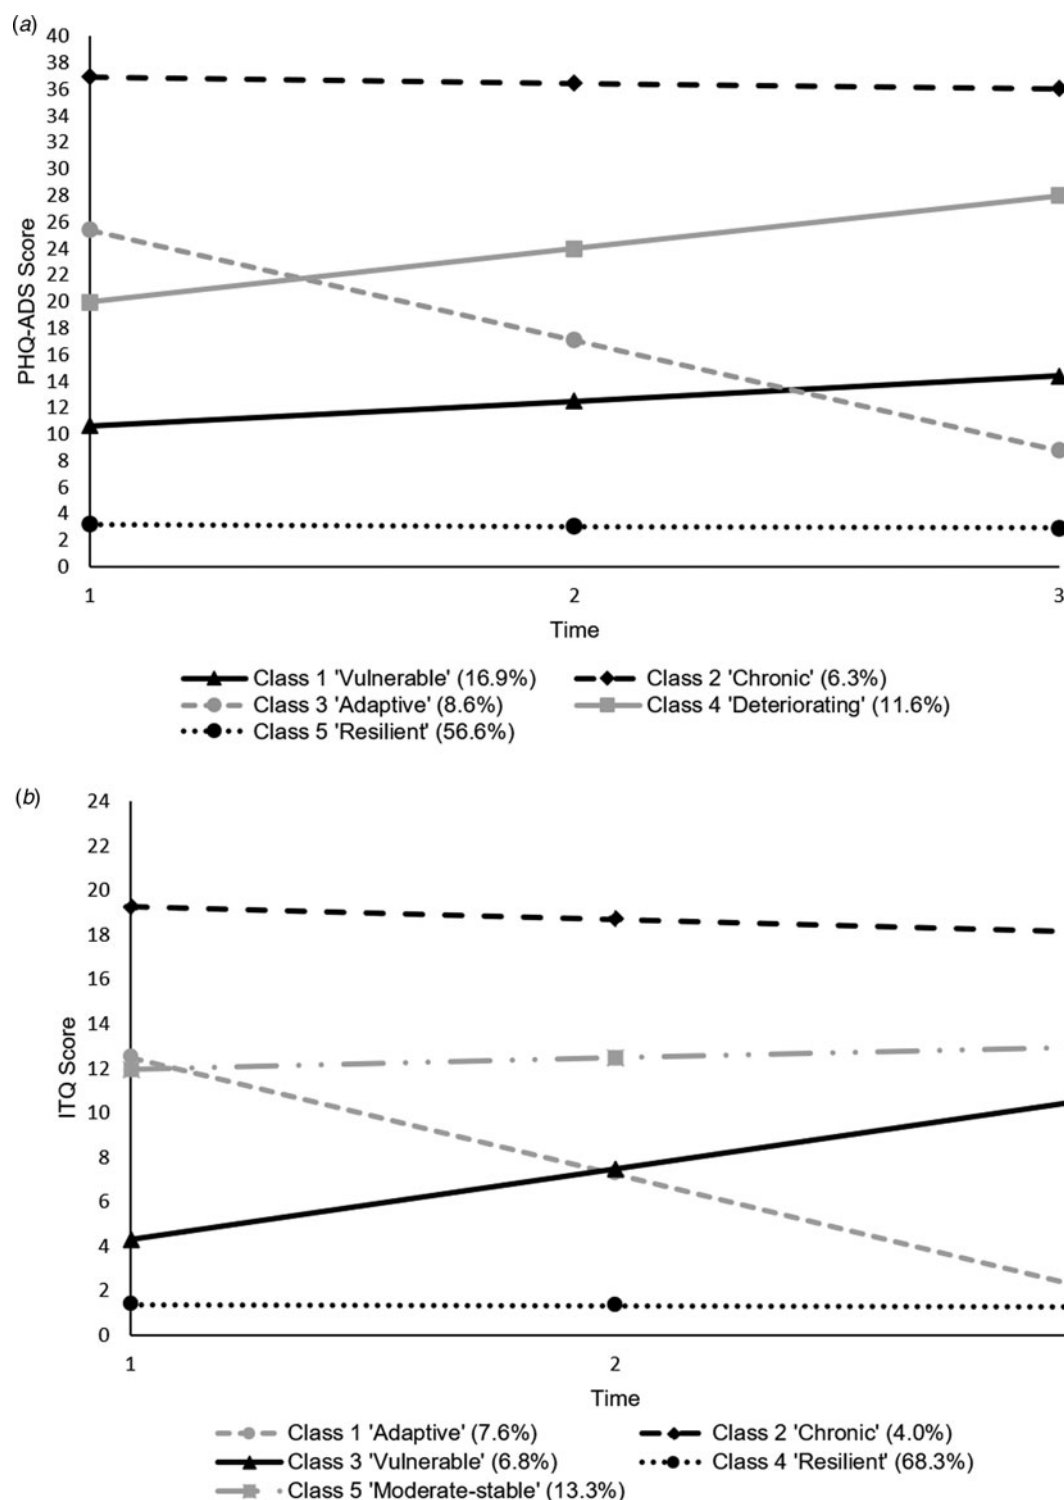 (a)
40
38
36
34
32
30
28
26
24
22
20
18
16
14
12
10
8
6
4
2
0
PHQ-ADS Score
1 2 3
Time
Class 1 'Vulnerable' (16.9%) Class 2 'Chronic' (6.3%)
Class 3 'Adaptive' (8.6%) Class 4 'Deteriorating' (11.6%)
Class 5 'Resilient' (56.6%)
(b)
24
22
20
18
16
14
12
10
8
6
4
2
0
ITQ Score
1 2
Time
Class 1 'Adaptive' (7.6%) Class 2 'Chronic' (4.0%)
Class 3 'Vulnerable' (6.8%) Class 4 'Resilient' (68.3%)
Class 5 'Moderate-stable' (13.3%)